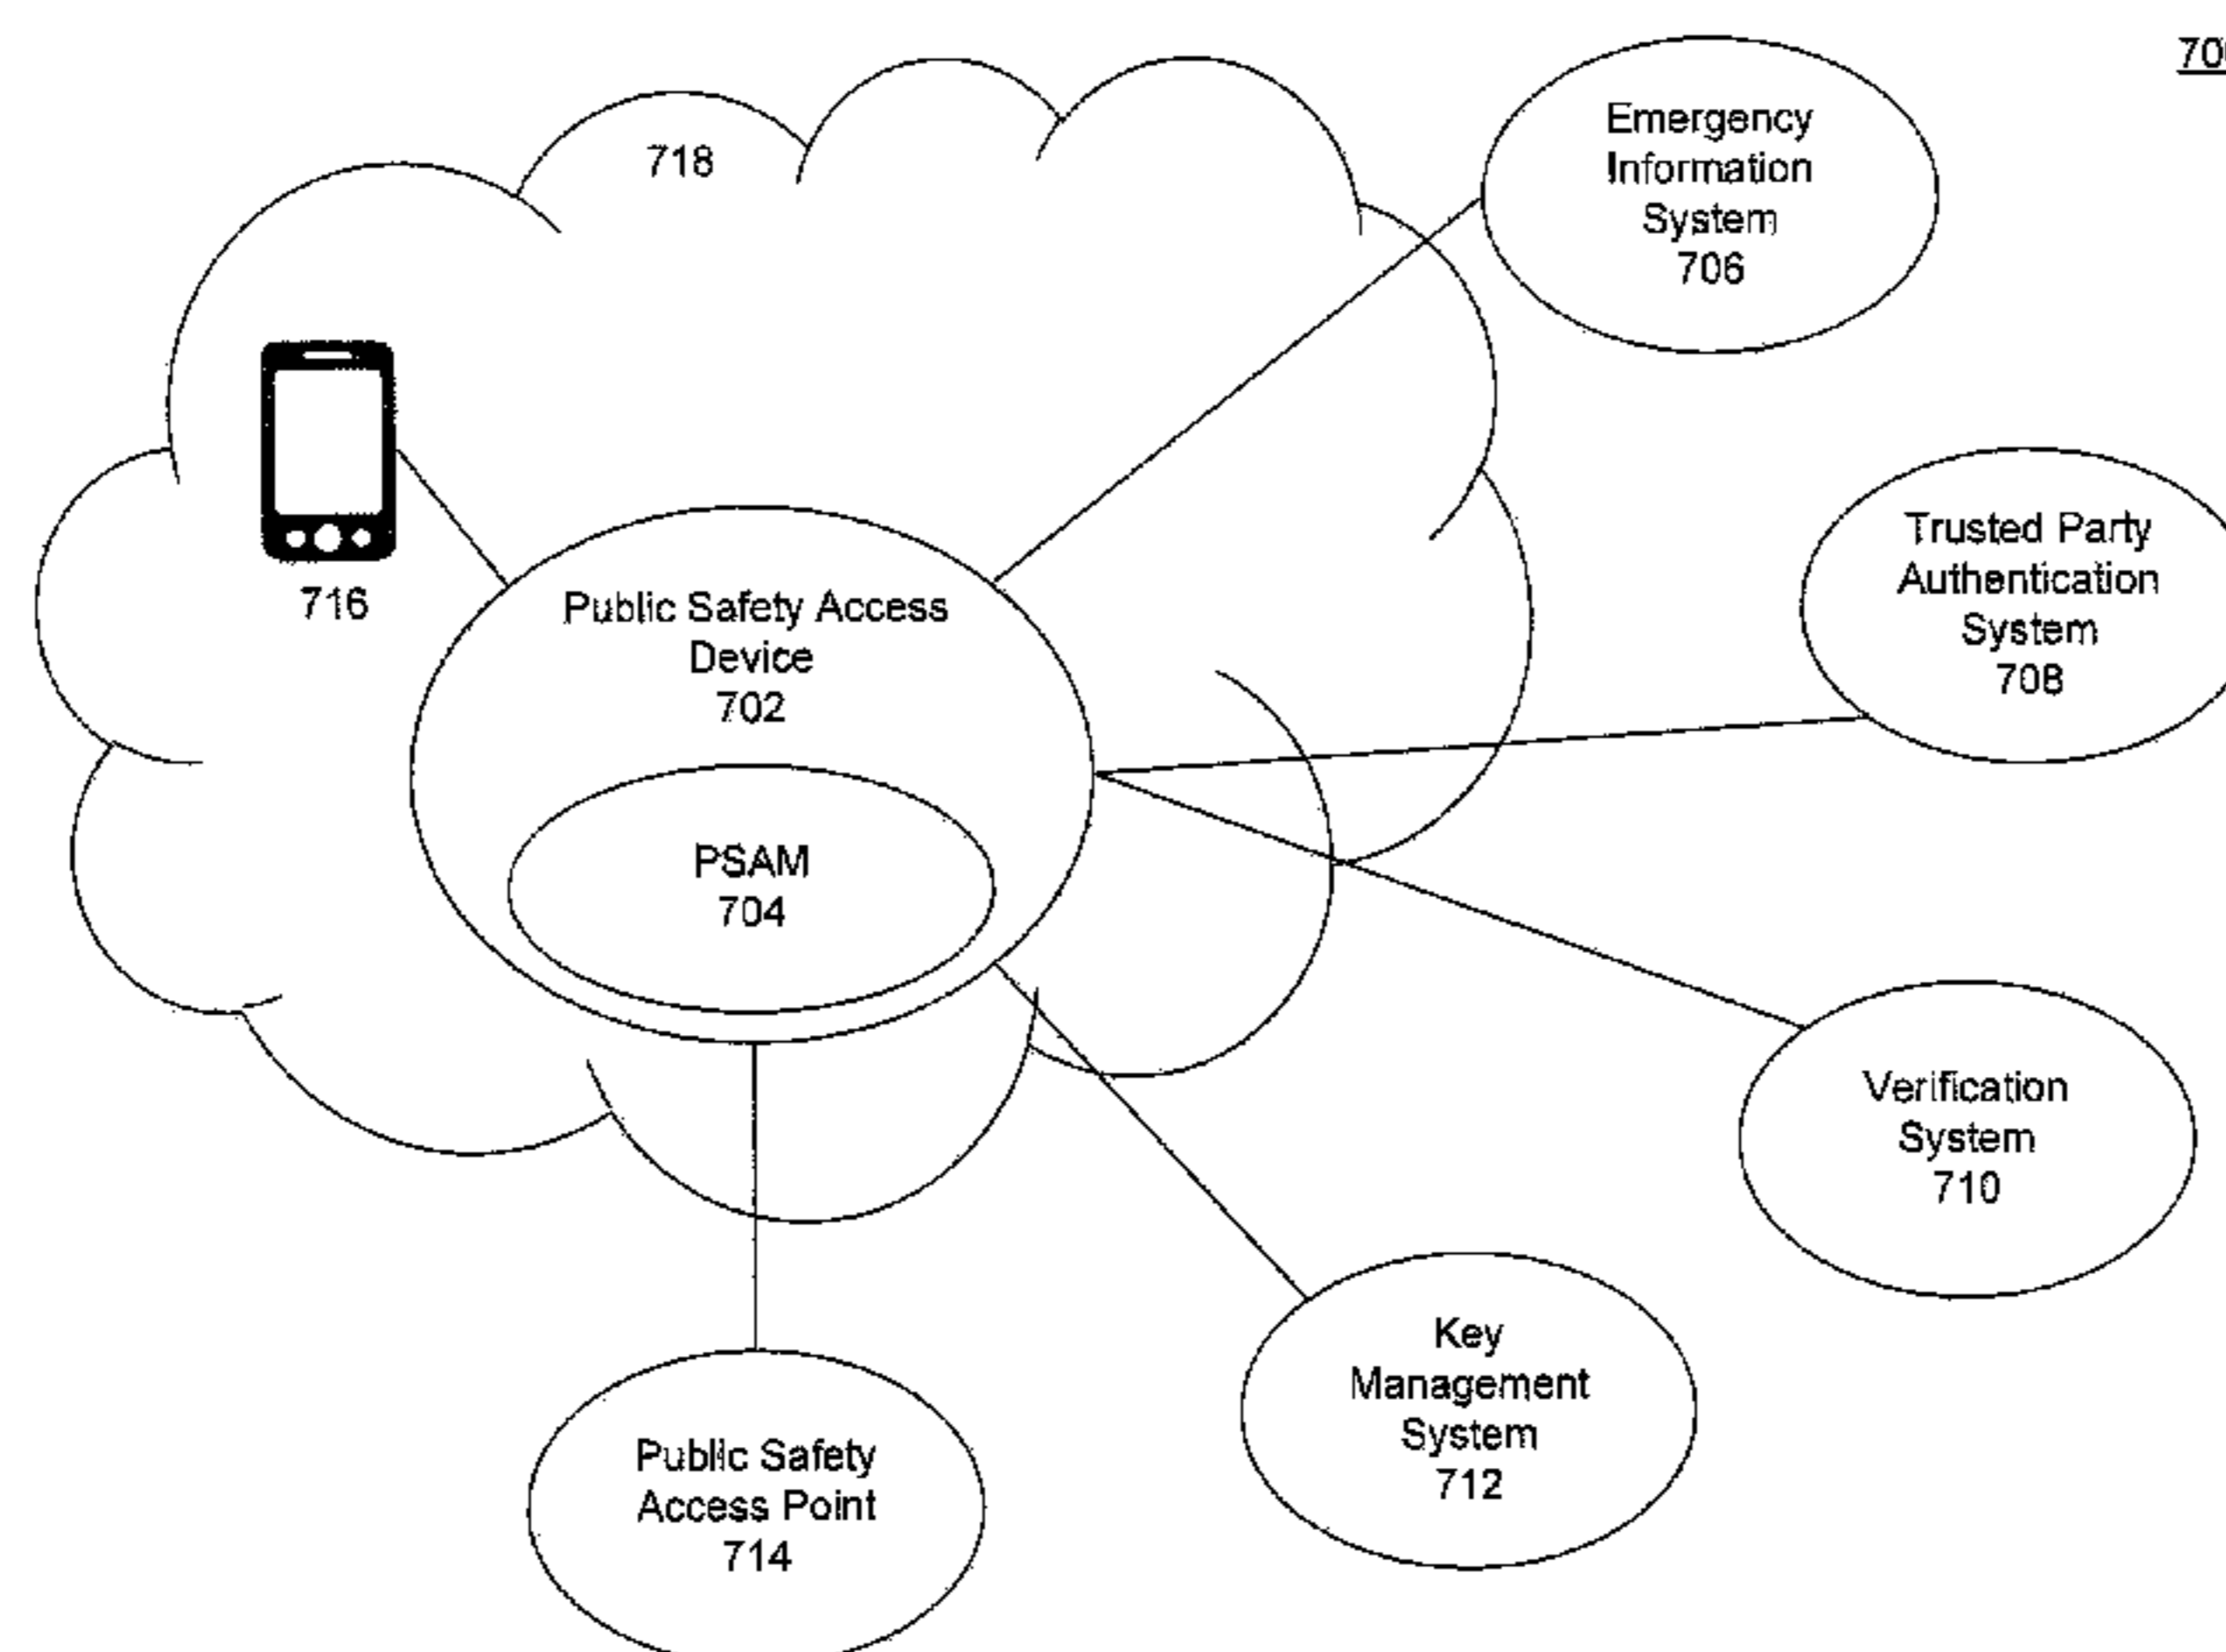 718
Emergency
Information
System
706
716
Public Safety Access
Device
702
PSAM
704
Trusted Party
Authentication
System
708
Verification
System
710
Key
Management
System
712
Public Safety
Access Point
714